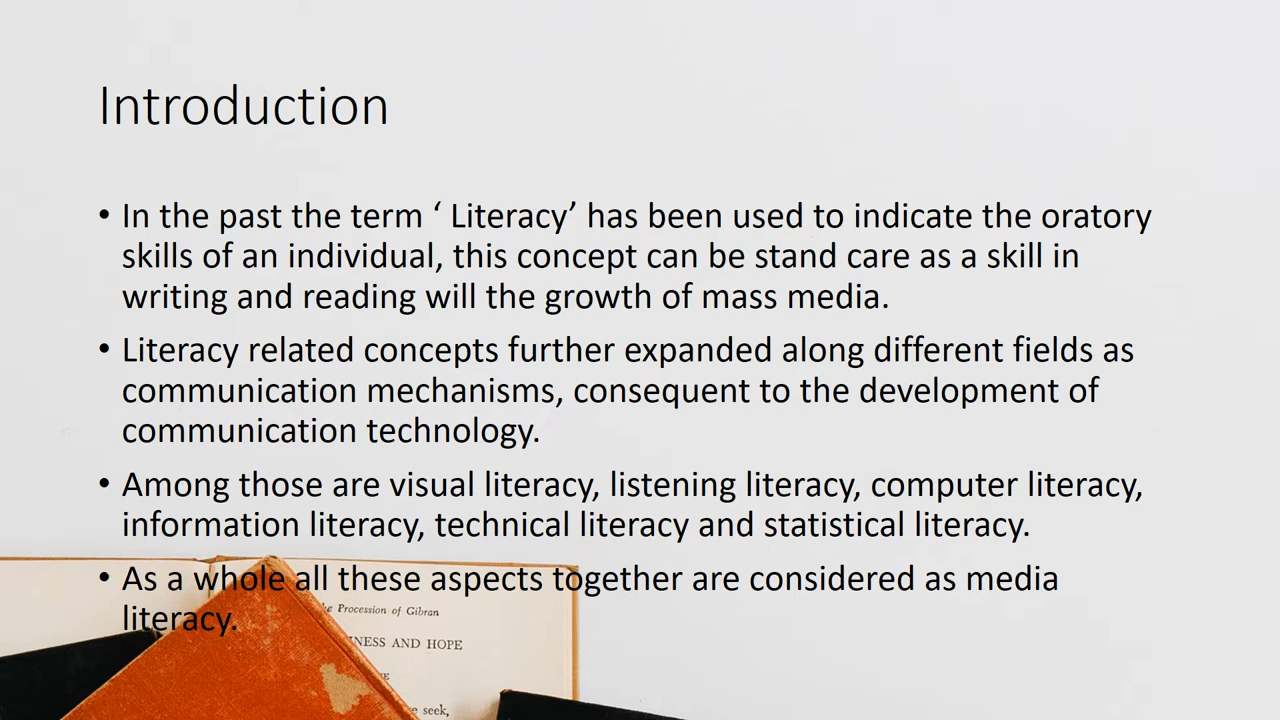 Introduction
• In the past the term ‘ Literacy’ has been used to indicate the oratory
skills of an individual, this concept can be stand care as a skill in
writing and reading will the growth of mass media.
• Literacy related concepts further expanded along different fields as
communication mechanisms, consequent to the development of
communication technology.
• Among those are visual literacy, listening literacy, computer literacy,
information literacy, technical literacy and statistical literacy.
• As a whole all these aspects together are considered as media
literacy.
Procession of Gibran
AND HOPE
seek,